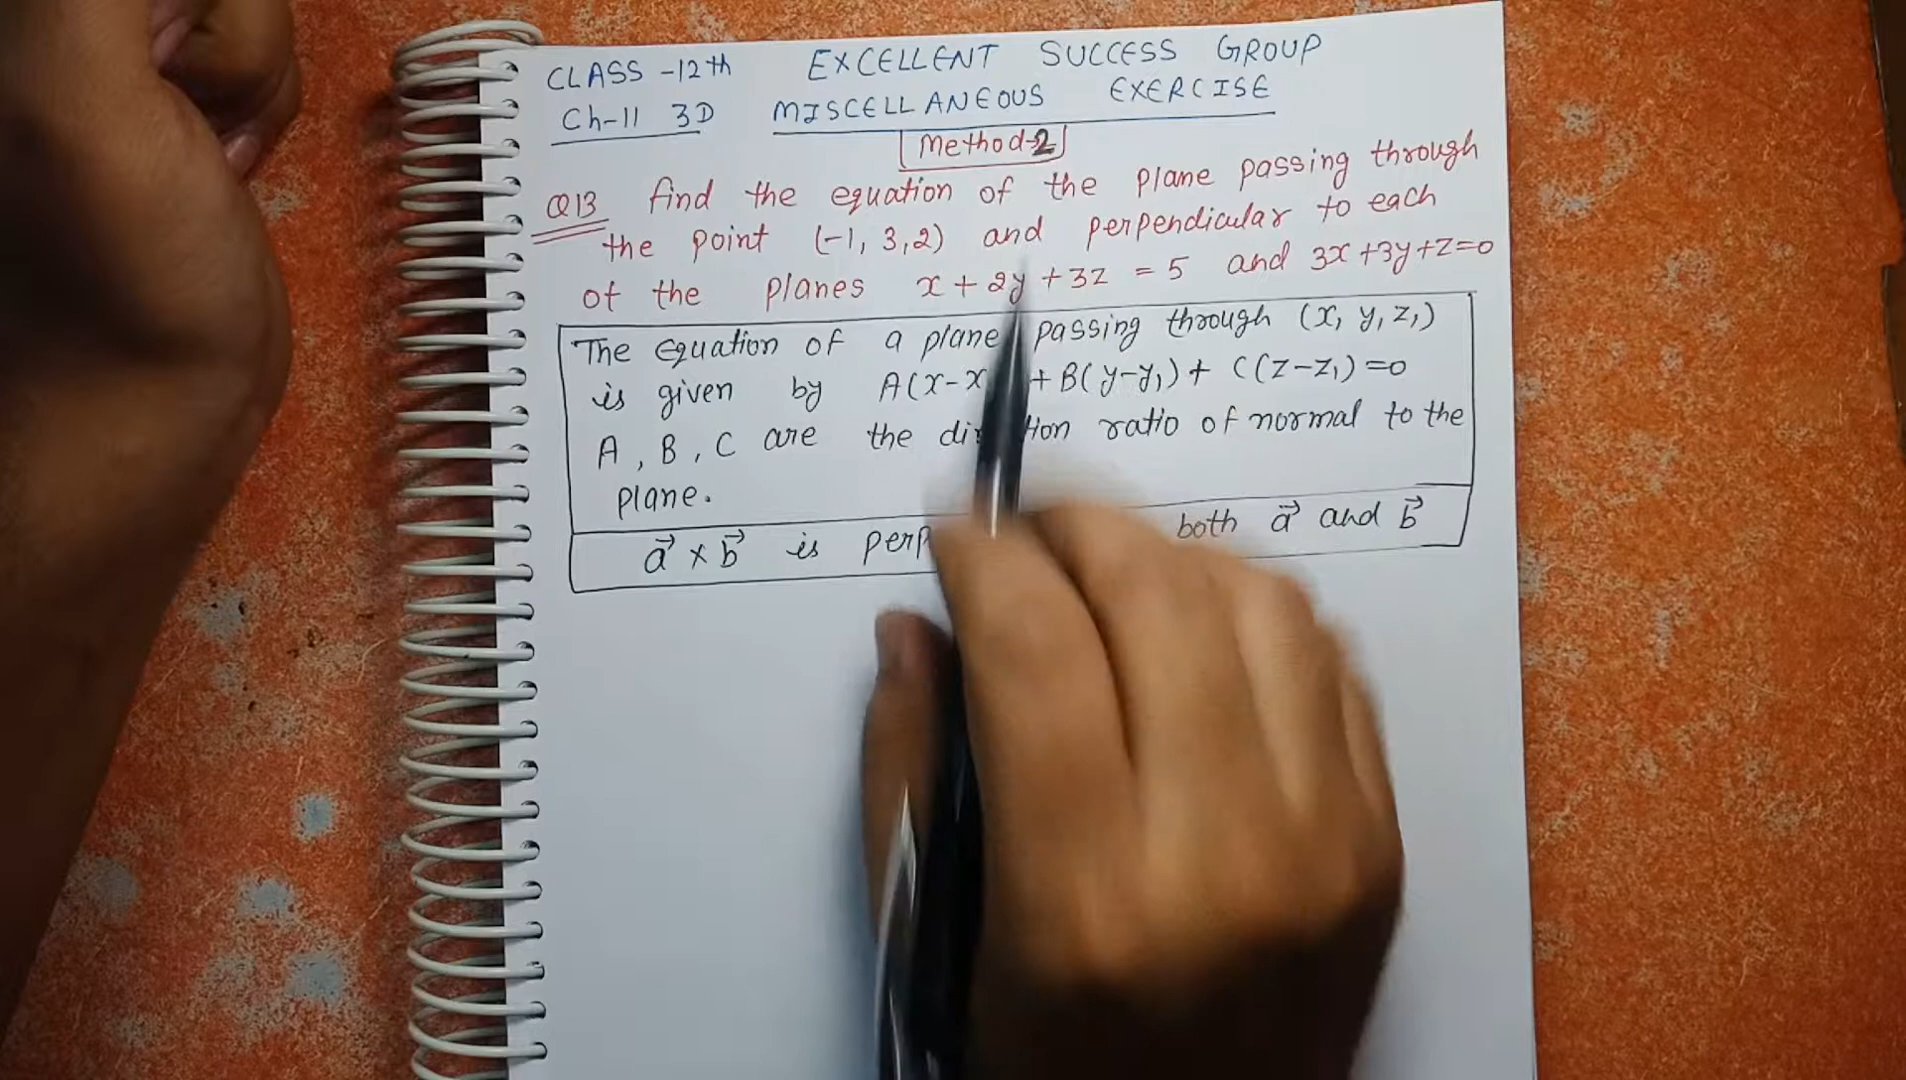 CLASS -12th EXCELLENT SUCCESS GROUP
Ch-11 3D MISCELLANEOUS EXERCISE
Method-2
Q13 find the equation of the plane passing through
the point (-1, 3, 2) and perpendicular to each
of the planes x + 2y + 3z = 5 and 3x +3y+z=0
The equation of a plane passing through (x₁ y₁ z₁)
is given by A(x-x + B(y-y₁) + C(z-z₁) =0
A, B, C are the ratio of normal to the
plane.
a⃗ × b⃗ is both a⃗ and b⃗